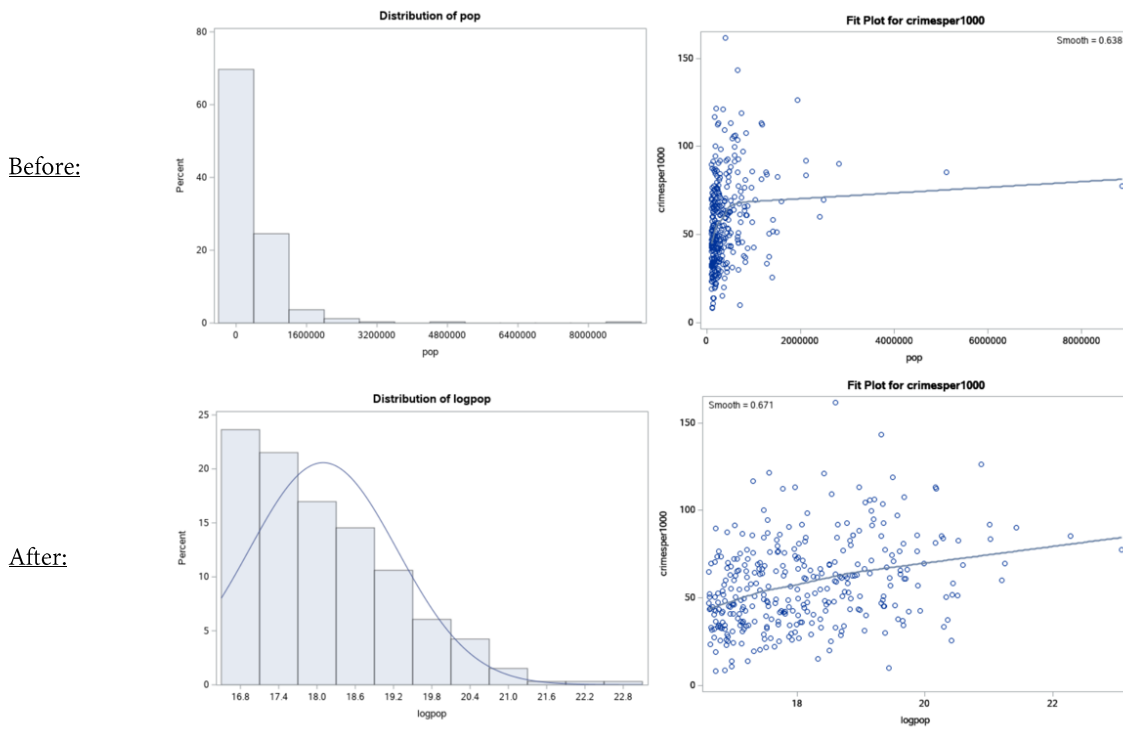 Before:
Distribution of pop
80
60
40
20
0
Percent
0 1600000 3200000 4800000 6400000 8000000
pop
Fit Plot for crimesper1000
Smooth = 0.638
150
100
50
0
crimesper1000
0 2000000 4000000 6000000 8000000
pop
After:
Distribution of logpop
25
20
15
10
5
0
Percent
16.8 17.4 18.0 18.6 19.2 19.8 20.4 21.0 21.6 22.2 22.8
logpop
Fit Plot for crimesper1000
Smooth = 0.671
150
100
50
0
crimesper1000
18 20 22
logpop